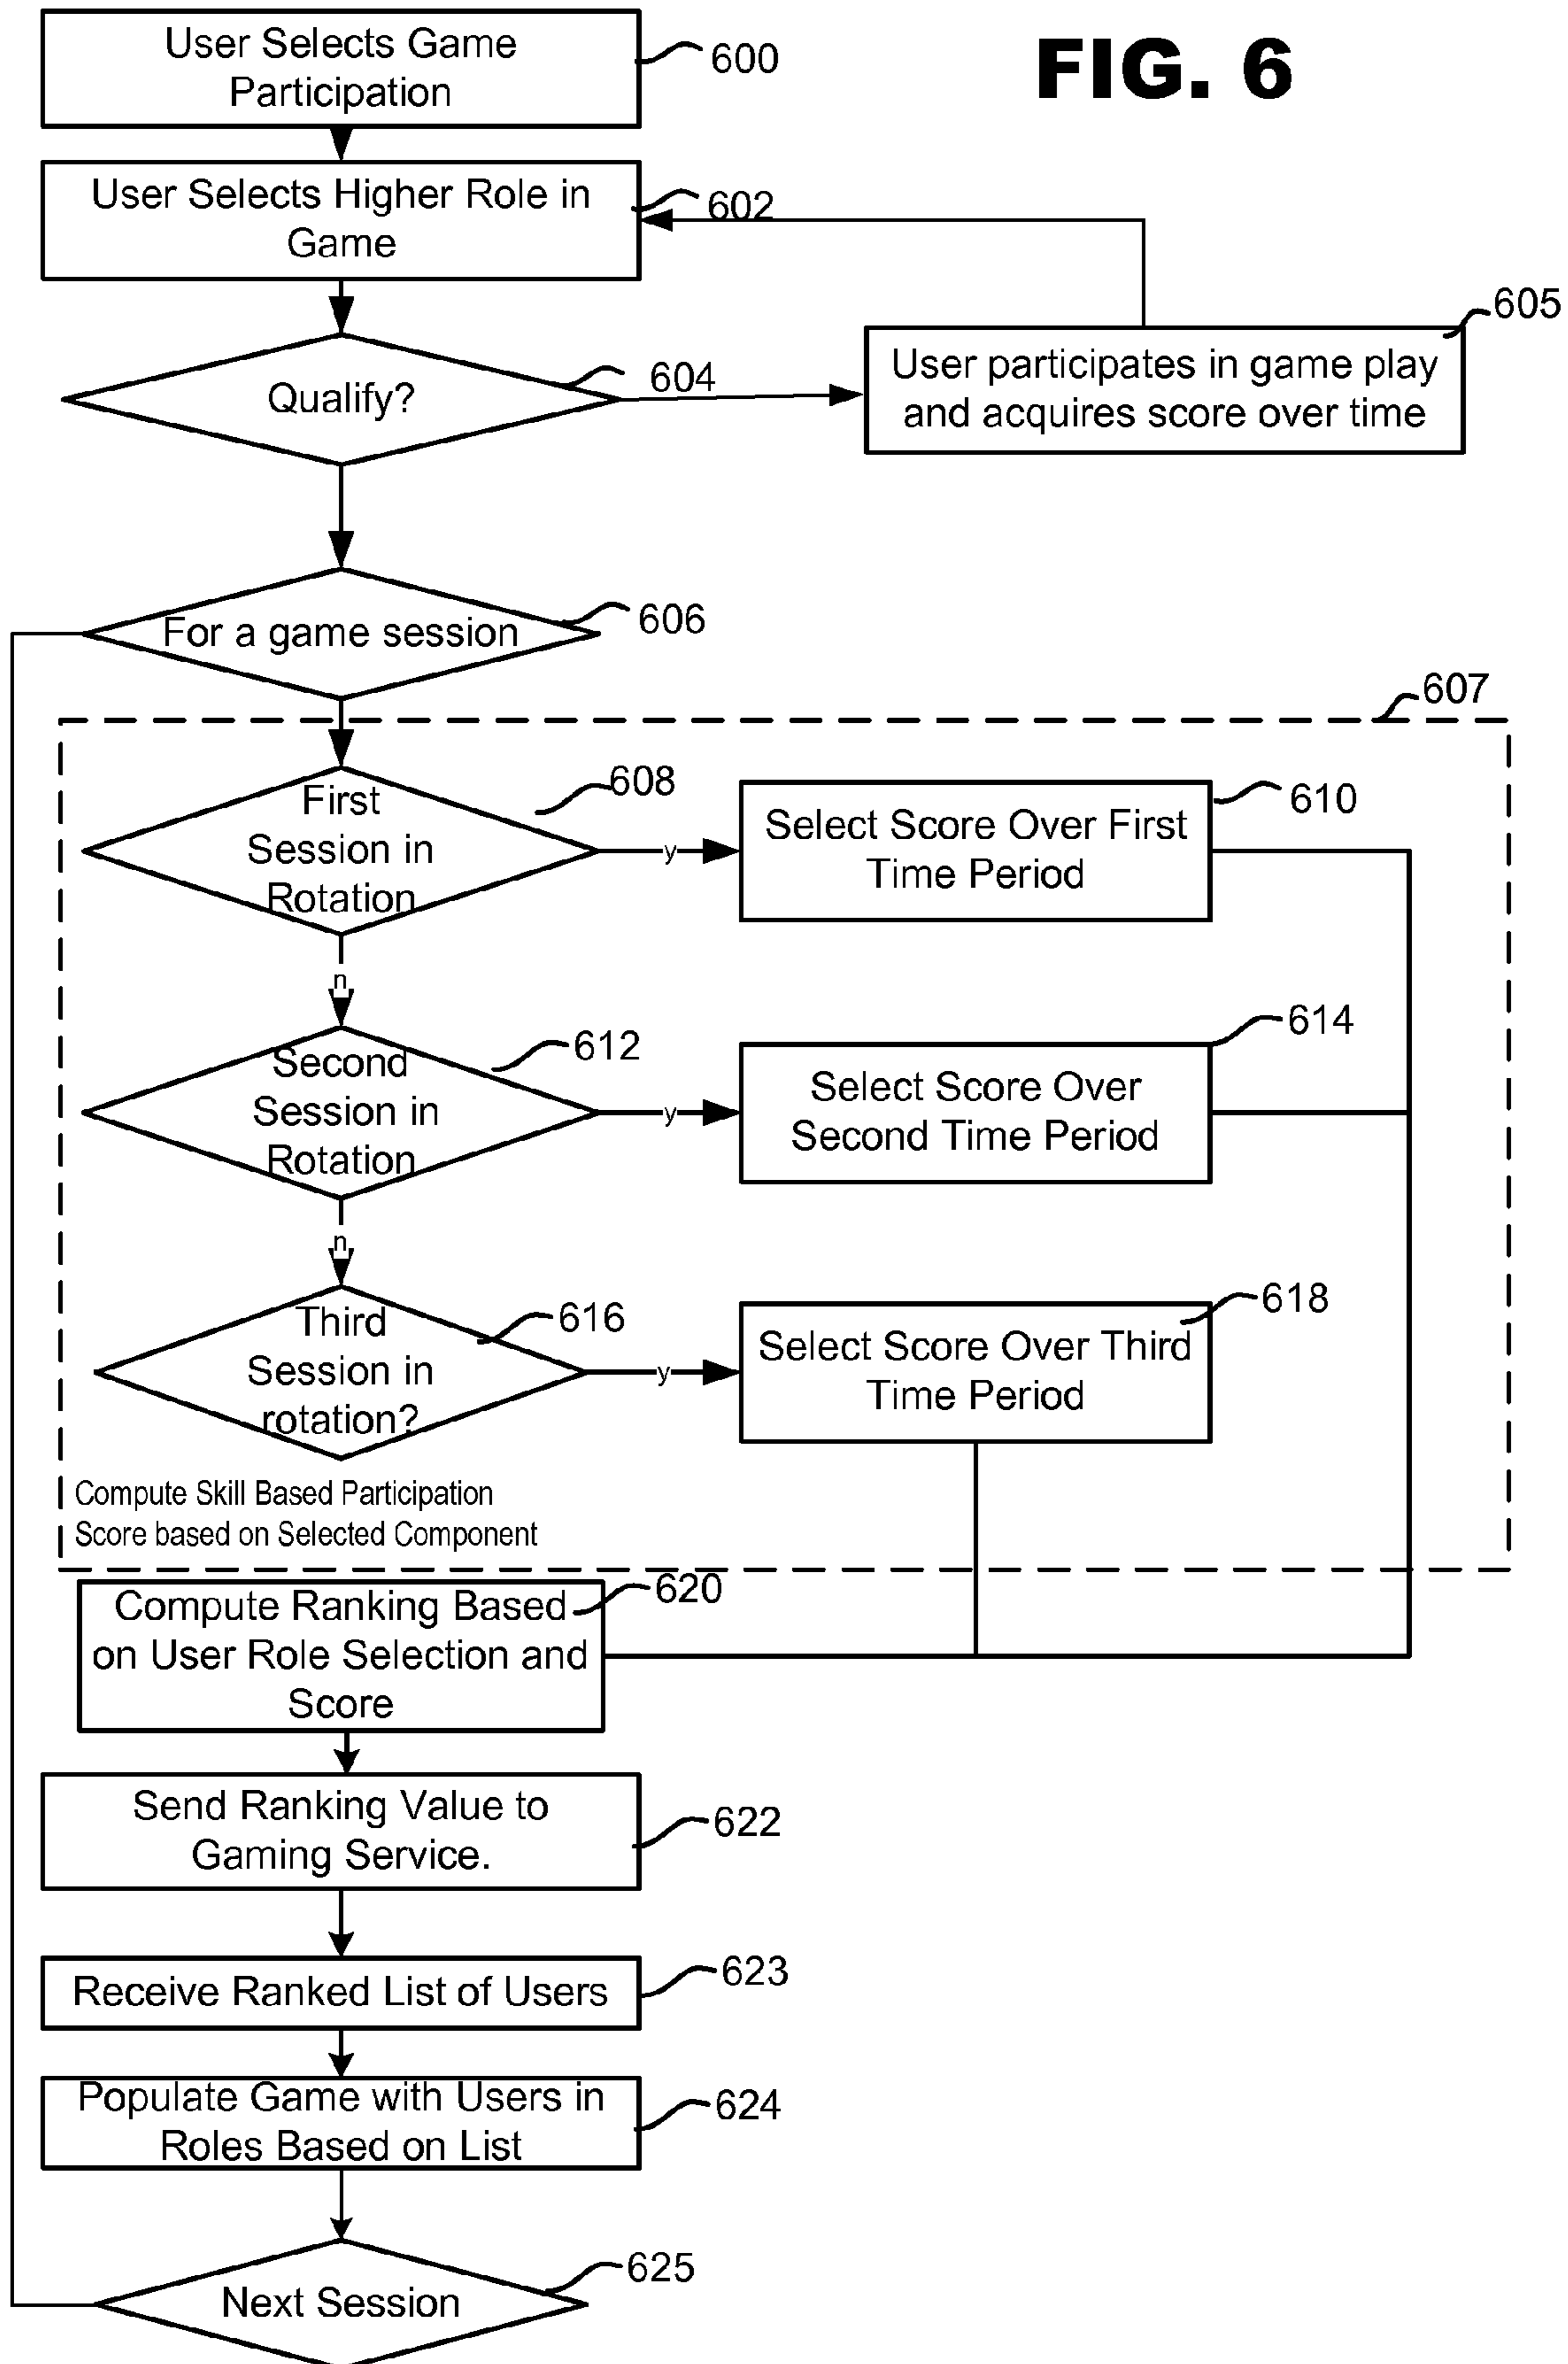 User Selects Game
Participation
600
FIG. 6
User Selects Higher Role in
Game
602
605
User participates in game play
and acquires score over time
Qualify?
604
For a game session
606
607
First
Session in
Rotation
608
y
Select Score Over First
Time Period
610
n
Second
Session in
Rotation
612
y
Select Score Over
Second Time Period
614
n
Third
Session in
rotation?
616
y
Select Score Over Third
Time Period
618
Compute Skill Based Participation
Score based on Selected Component
Compute Ranking Based
on User Role Selection and
Score
620
Send Ranking Value to
Gaming Service.
622
Receive Ranked List of Users
623
Populate Game with Users in
Roles Based on List
624
Next Session
625